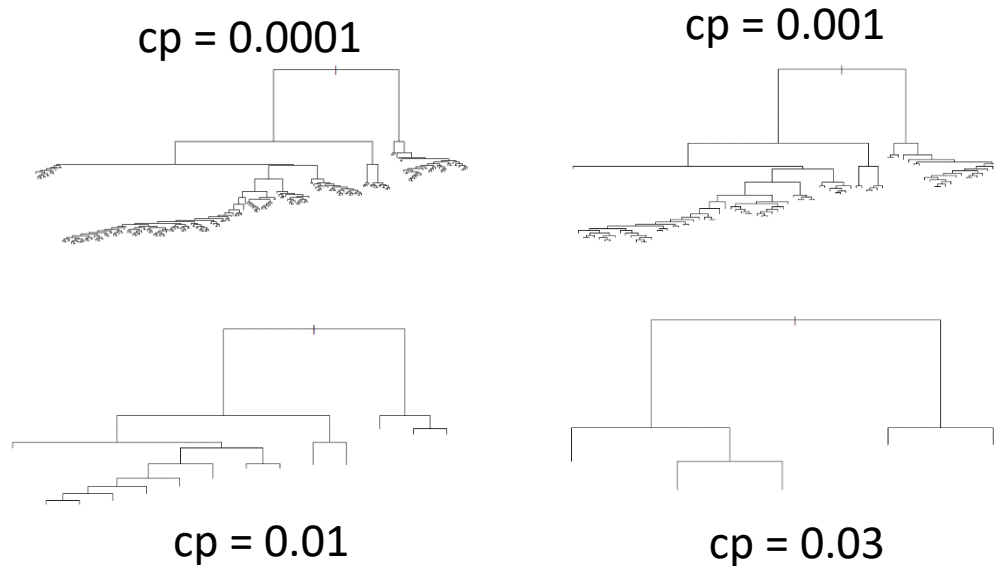 cp = 0.0001
cp = 0.001
cp = 0.01
cp = 0.03